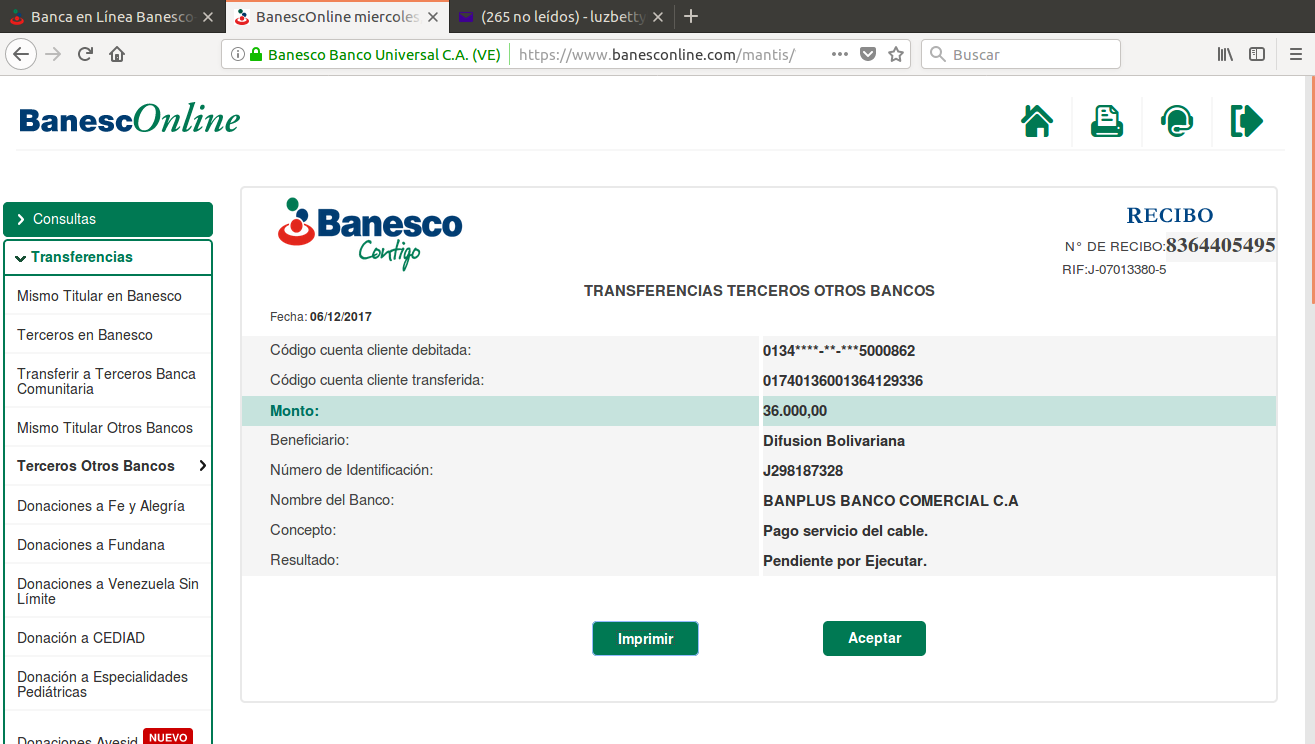 Banca en Línea Banesco
BanescOnline miercoles
(265 no leídos) - luzbetty
Banesco Banco Universal C.A. (VE)
https://www.banesconline.com/mantis/
Buscar
BanescOnline
Consultas
Transferencias
Mismo Titular en Banesco
Terceros en Banesco
Transferir a Terceros Banca
Comunitaria
Mismo Titular Otros Bancos
Terceros Otros Bancos
Donaciones a Fe y Alegría
Donaciones a Fundana
Donaciones a Venezuela Sin
Límite
Donación a CEDIAD
Donación a Especialidades
Pediátricas
Donaciones Avesid NUEVO
Banesco
Contigo
RECIBO
N° DE RECIBO:8364405495
RIF:J-07013380-5
TRANSFERENCIAS TERCEROS OTROS BANCOS
Fecha: 06/12/2017
Código cuenta cliente debitada: 0134****-**-***5000862
Código cuenta cliente transferida: 01740136001364129336
Monto: 36.000,00
Beneficiario: Difusion Bolivariana
Número de Identificación: J298187328
Nombre del Banco: BANPLUS BANCO COMERCIAL C.A
Concepto: Pago servicio del cable.
Resultado: Pendiente por Ejecutar.
Imprimir Aceptar